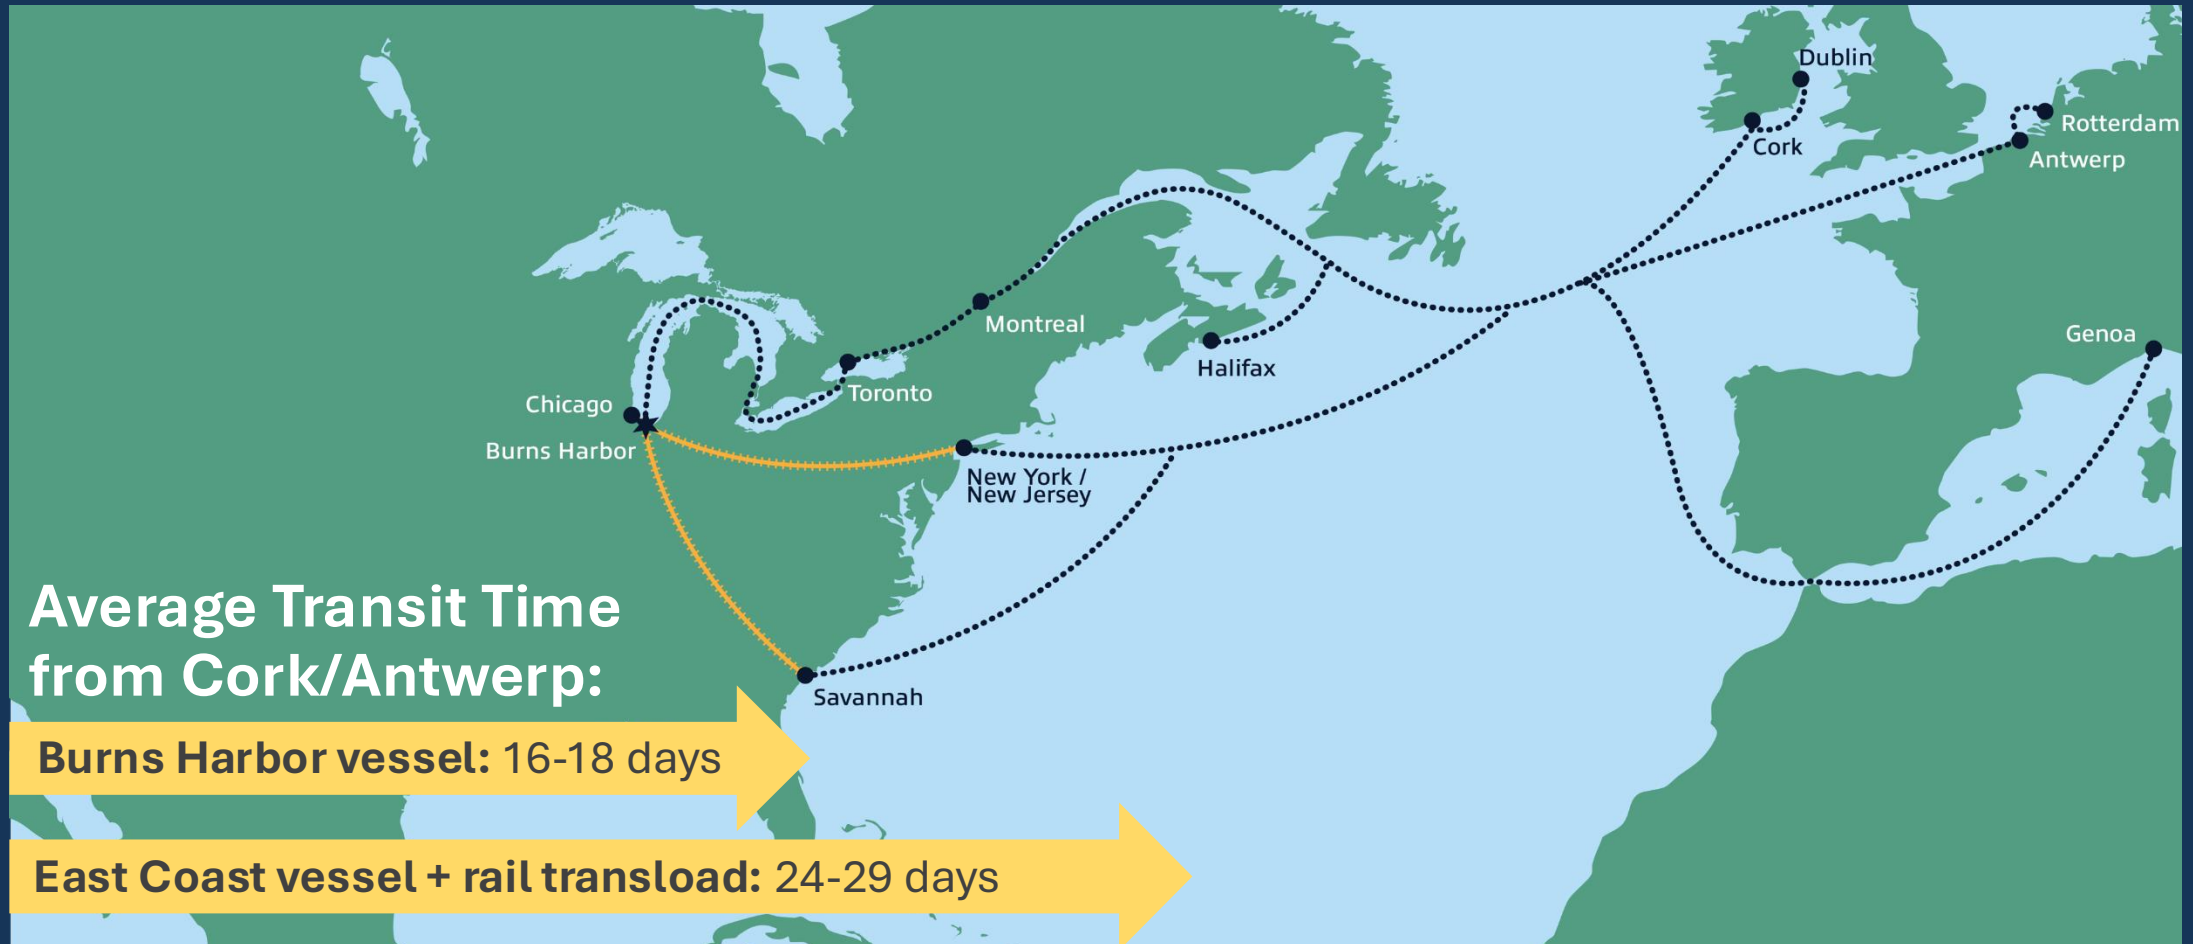 Dublin
Rotterdam
Cork
Antwerp
Montreal
Genoa
Halifax
Toronto
Chicago
Burns Harbor
New York /
New Jersey
Savannah
Average Transit Time
from Cork/Antwerp:
Burns Harbor vessel: 16-18 days
East Coast vessel + rail transload: 24-29 days